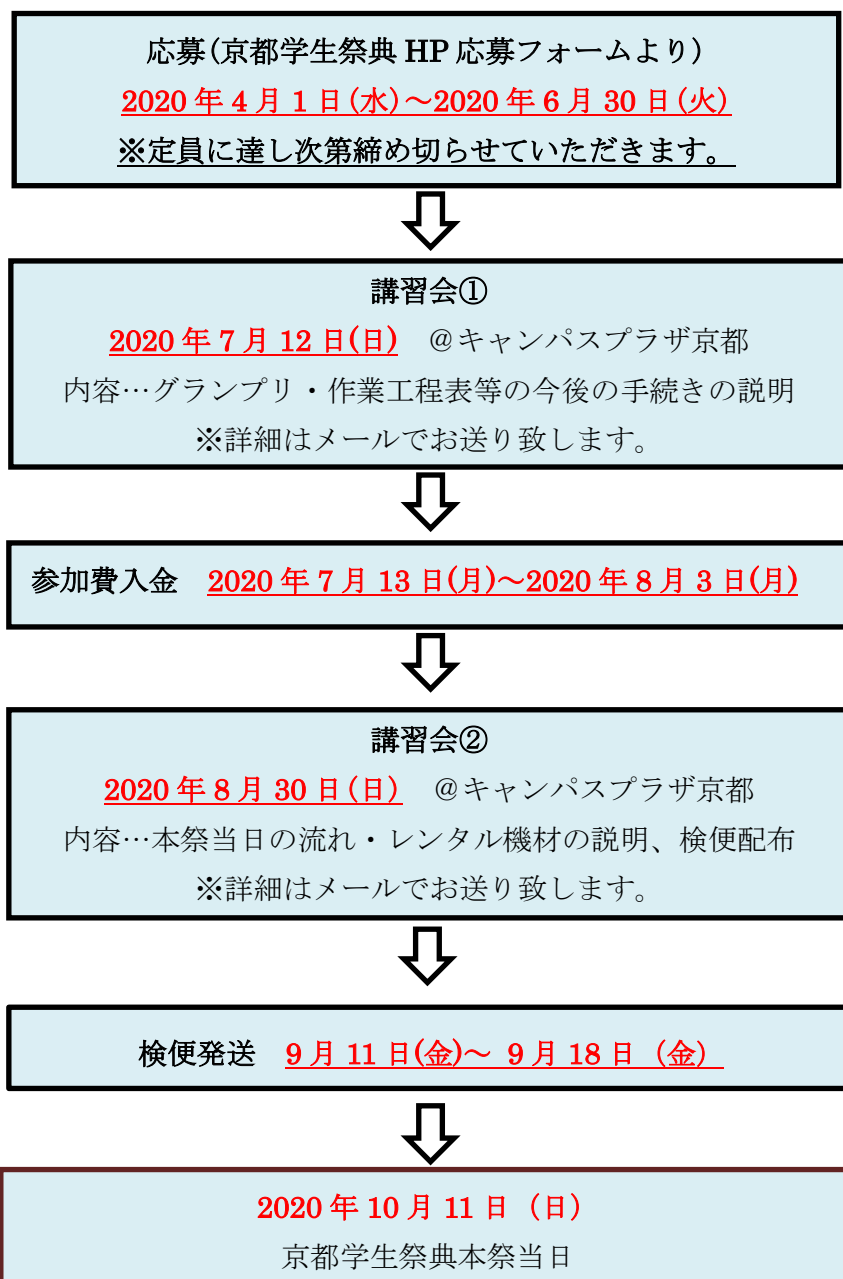 応募(京都学生祭典 HP 応募フォームより)
2020 年 4 月 1 日(水)～2020 年 6 月 30 日(火)
※定員に達し次第締め切らせていただきます。
講習会①
2020 年 7 月 12 日(日)　@キャンパスプラザ京都
内容…グランプリ・作業工程表等の今後の手続きの説明
※詳細はメールでお送り致します。
参加費入金　2020 年 7 月 13 日(月)～2020 年 8 月 3 日(月)
講習会②
2020 年 8 月 30 日(日)　@キャンパスプラザ京都
内容…本祭当日の流れ・レンタル機材の説明、検便配布
※詳細はメールでお送り致します。
検便発送　9 月 11 日(金)～ 9 月 18 日（金）
2020 年 10 月 11 日（日）
京都学生祭典本祭当日